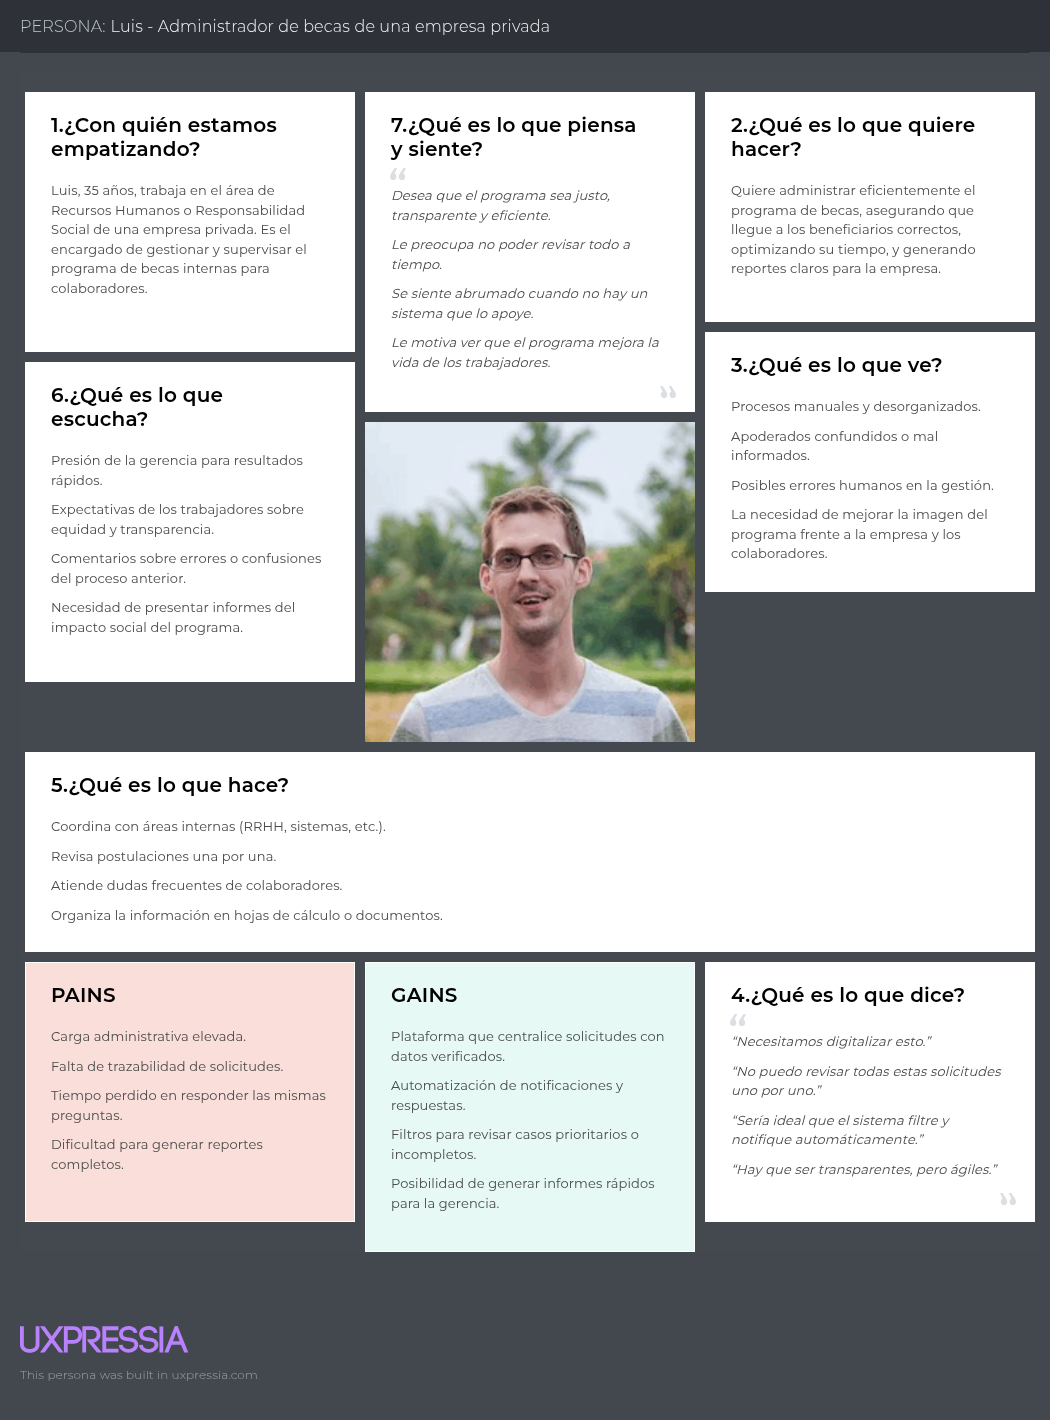 PERSONA: Luis - Administrador de becas de una empresa privada
1.¿Con quién estamos
empatizando?
Luis, 35 años, trabaja en el área de
Recursos Humanos o Responsabilidad
Social de una empresa privada. Es el
encargado de gestionar y supervisar el
programa de becas internas para
colaboradores.
7.¿Qué es lo que piensa
y siente?
“
Desea que el programa sea justo,
transparente y eficiente.
Le preocupa no poder revisar todo a
tiempo.
Se siente abrumado cuando no hay un
sistema que lo apoye.
Le motiva ver que el programa mejora la
vida de los trabajadores.
”
2.¿Qué es lo que quiere
hacer?
Quiere administrar eficientemente el
programa de becas, asegurando que
llegue a los beneficiarios correctos,
optimizando su tiempo, y generando
reportes claros para la empresa.
6.¿Qué es lo que
escucha?
Presión de la gerencia para resultados
rápidos.
Expectativas de los trabajadores sobre
equidad y transparencia.
Comentarios sobre errores o confusiones
del proceso anterior.
Necesidad de presentar informes del
impacto social del programa.
3.¿Qué es lo que ve?
Procesos manuales y desorganizados.
Apoderados confundidos o mal
informados.
Posibles errores humanos en la gestión.
La necesidad de mejorar la imagen del
programa frente a la empresa y los
colaboradores.
5.¿Qué es lo que hace?
Coordina con áreas internas (RRHH, sistemas, etc.).
Revisa postulaciones una por una.
Atiende dudas frecuentes de colaboradores.
Organiza la información en hojas de cálculo o documentos.
PAINS
Carga administrativa elevada.
Falta de trazabilidad de solicitudes.
Tiempo perdido en responder las mismas
preguntas.
Dificultad para generar reportes
completos.
GAINS
Plataforma que centralice solicitudes con
datos verificados.
Automatización de notificaciones y
respuestas.
Filtros para revisar casos prioritarios o
incompletos.
Posibilidad de generar informes rápidos
para la gerencia.
4.¿Qué es lo que dice?
“
“Necesitamos digitalizar esto.”
“No puedo revisar todas estas solicitudes
uno por uno.”
“Sería ideal que el sistema filtre y
notifique automáticamente.”
“Hay que ser transparentes, pero ágiles.”
”
UXPRESSIA
This persona was built in uxpressia.com